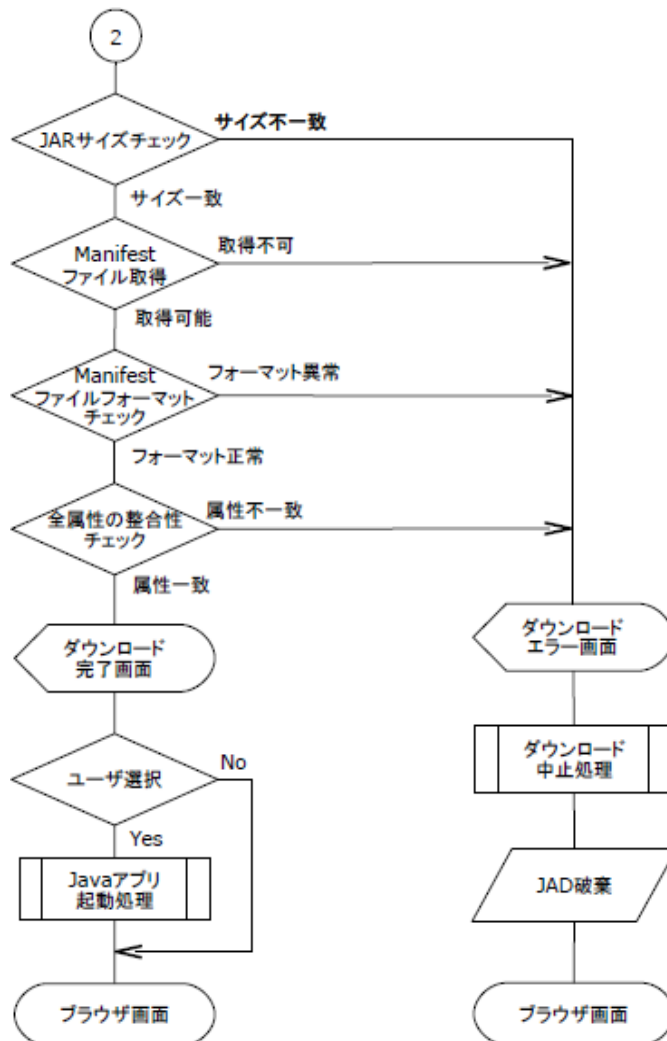 2
JARサイズチェック
サイズ不一致
サイズ一致
Manifest
ファイル取得
取得不可
取得可能
Manifest
ファイルフォーマット
チェック
フォーマット異常
フォーマット正常
全属性の整合性
チェック
属性不一致
属性一致
ダウンロード
完了画面
ダウンロード
エラー画面
ユーザ選択
No
Yes
ダウンロード
中止処理
Javaアプリ
起動処理
JAD破棄
ブラウザ画面
ブラウザ画面